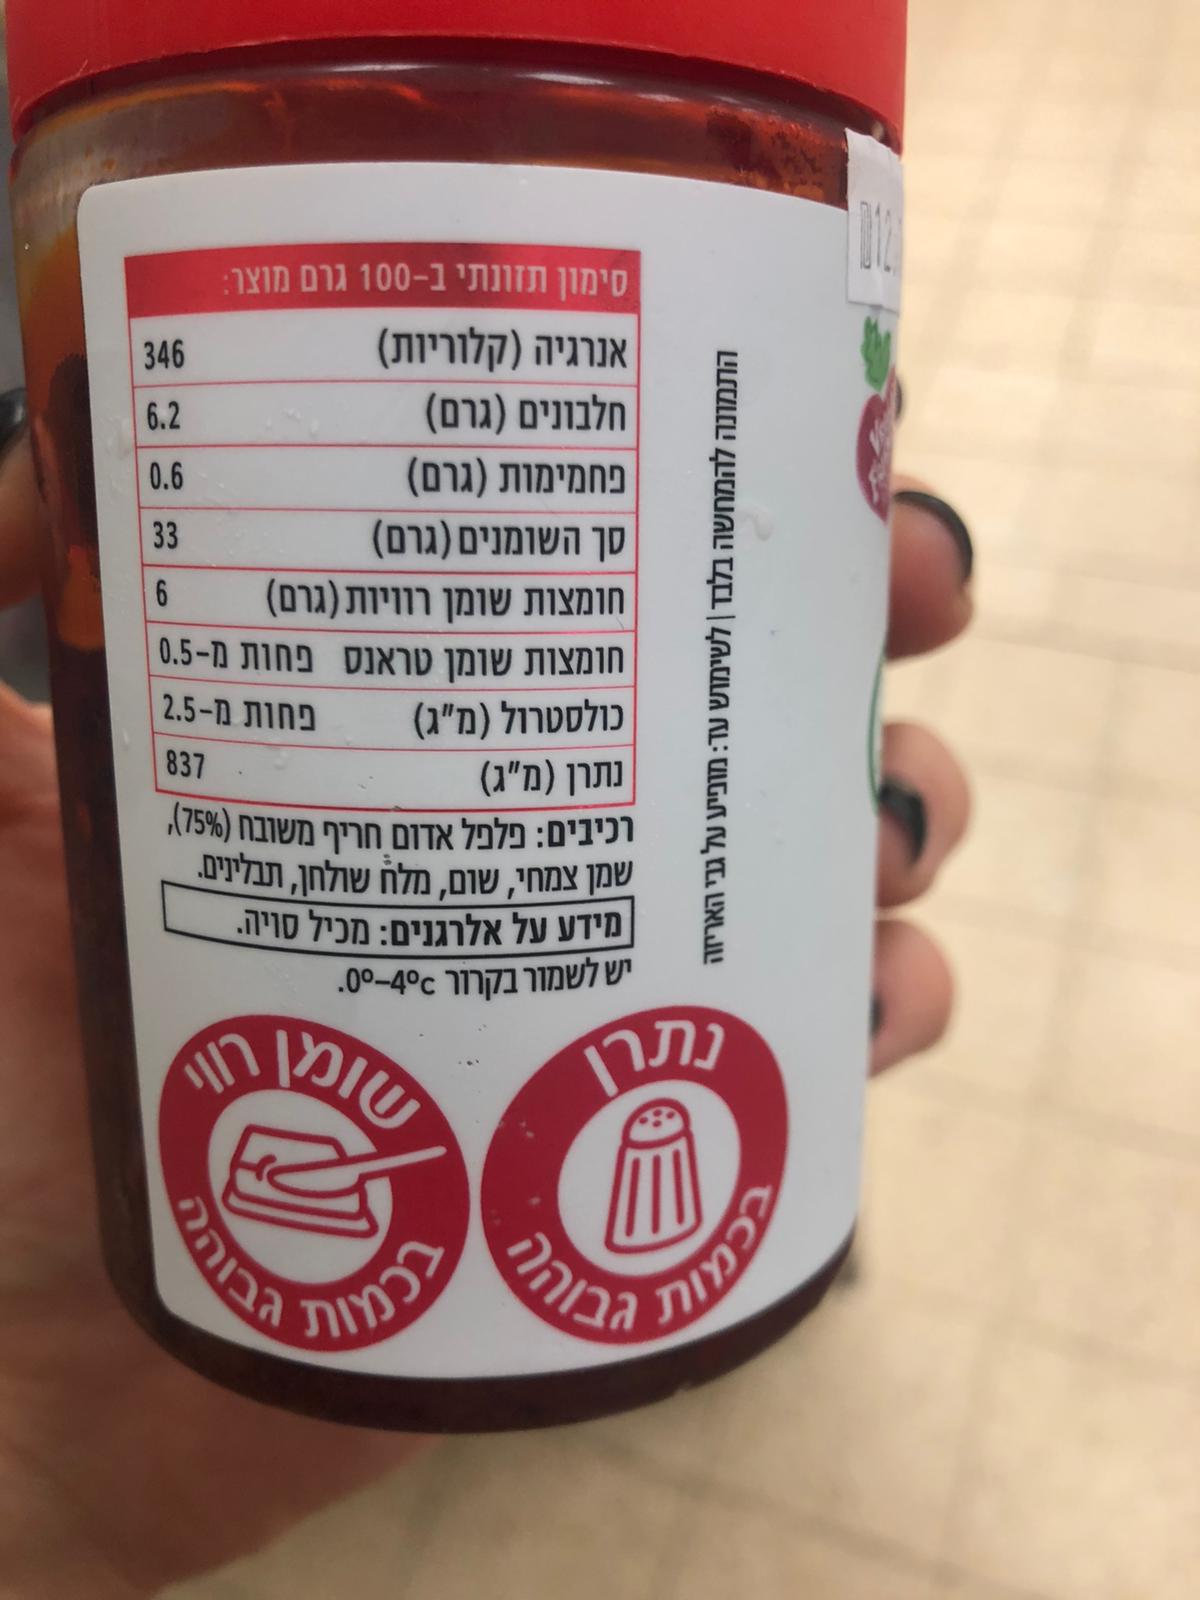 סימון תזונתי ב-100 גרם מוצר:
אנרגיה (קלוריות) 346
חלבונים (גרם) 6.2
פחמימות (גרם) 0.6
סך השומנים (גרם) 33
חומצות שומן רוויות (גרם) 6
חומצות שומן טראנס פחות מ-0.5
כולסטרול (מ"ג) פחות מ-2.5
נתרן (מ"ג) 837
רכיבים: פלפל אדום חריף משובח (75%),
שמן צמחי, שום, מלח שולחן, תבלינים.
מידע על אלרגנים: מכיל סויה.
יש לשמור בקרור 0º–4ºc.
נתרן
בכמות גבוהה
שומן רווי
בכמות גבוהה
התמונה להמחשה בלבד | לשימוש עד: מופיע על גבי האריזה
₪12